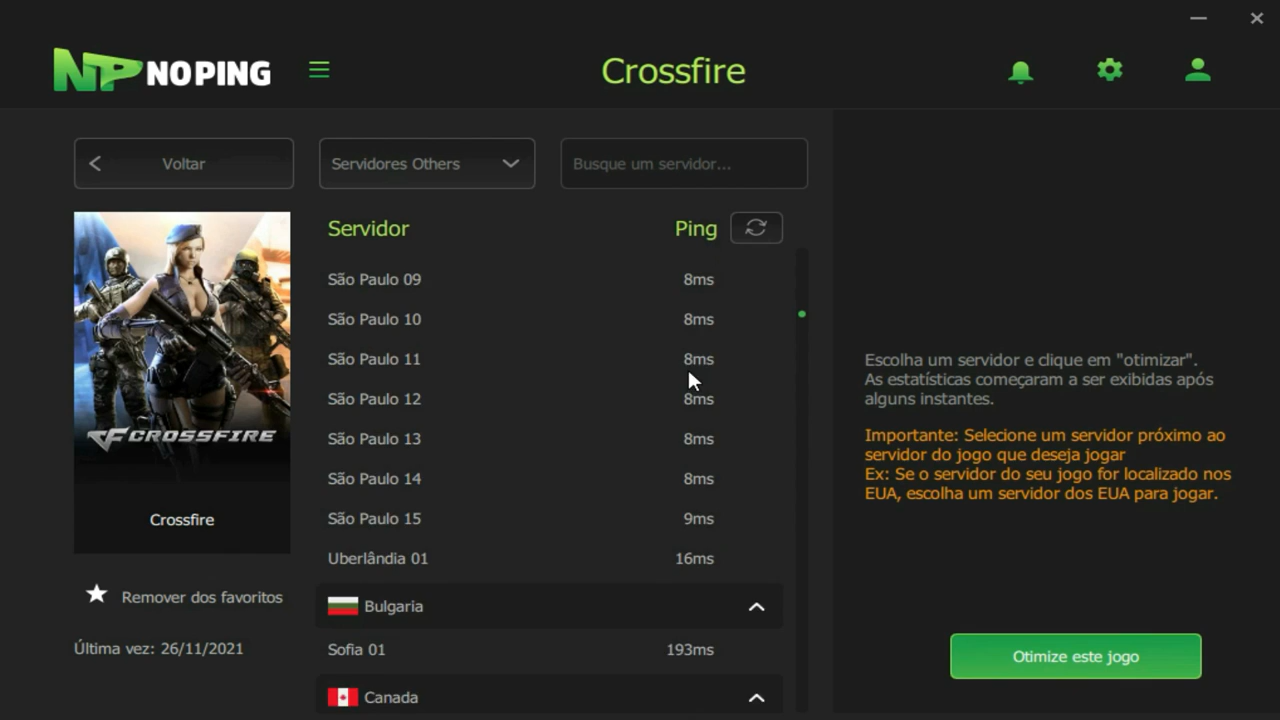 NP NOPING
Crossfire
Voltar
Servidores Others
Busque um servidor...
Servidor Ping
São Paulo 09 8ms
São Paulo 10 8ms
São Paulo 11 8ms
São Paulo 12 8ms
São Paulo 13 8ms
São Paulo 14 8ms
São Paulo 15 9ms
Uberlândia 01 16ms
Bulgaria
Sofia 01 193ms
Canada
CF CROSSFIRE
Crossfire
Remover dos favoritos
Última vez: 26/11/2021
Escolha um servidor e clique em "otimizar".
As estatísticas começaram a ser exibidas após
alguns instantes.
Importante: Selecione um servidor próximo ao
servidor do jogo que deseja jogar
Ex: Se o servidor do seu jogo for localizado nos
EUA, escolha um servidor dos EUA para jogar.
Otimize este jogo